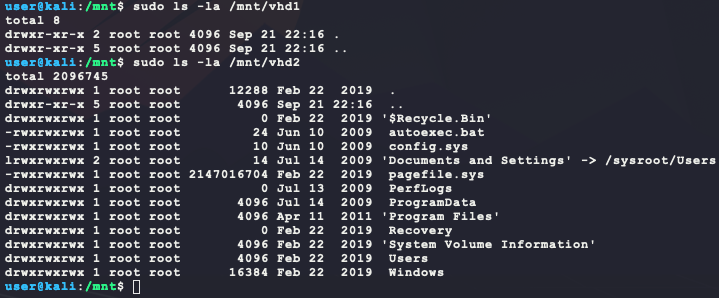 user@kali:/mnt$ sudo ls -la /mnt/vhd1
total 8
drwxr-xr-x 2 root root 4096 Sep 21 22:16 .
drwxr-xr-x 5 root root 4096 Sep 21 22:16 ..
user@kali:/mnt$ sudo ls -la /mnt/vhd2
total 2096745
drwxrwxrwx 1 root root      12288 Feb 22  2019  .
drwxr-xr-x 5 root root       4096 Sep 21 22:16  ..
drwxrwxrwx 1 root root          0 Feb 22  2019 '$Recycle.Bin'
-rwxrwxrwx 1 root root         24 Jun 10  2009  autoexec.bat
-rwxrwxrwx 1 root root         10 Jun 10  2009  config.sys
lrwxrwxrwx 2 root root         14 Jul 14  2009 'Documents and Settings' -> /sysroot/Users
-rwxrwxrwx 1 root root 2147016704 Feb 22  2019  pagefile.sys
drwxrwxrwx 1 root root          0 Jul 13  2009  PerfLogs
drwxrwxrwx 1 root root       4096 Jul 14  2009  ProgramData
drwxrwxrwx 1 root root       4096 Apr 11  2011 'Program Files'
drwxrwxrwx 1 root root          0 Feb 22  2019  Recovery
drwxrwxrwx 1 root root       4096 Feb 22  2019 'System Volume Information'
drwxrwxrwx 1 root root       4096 Feb 22  2019  Users
drwxrwxrwx 1 root root      16384 Feb 22  2019  Windows
user@kali:/mnt$